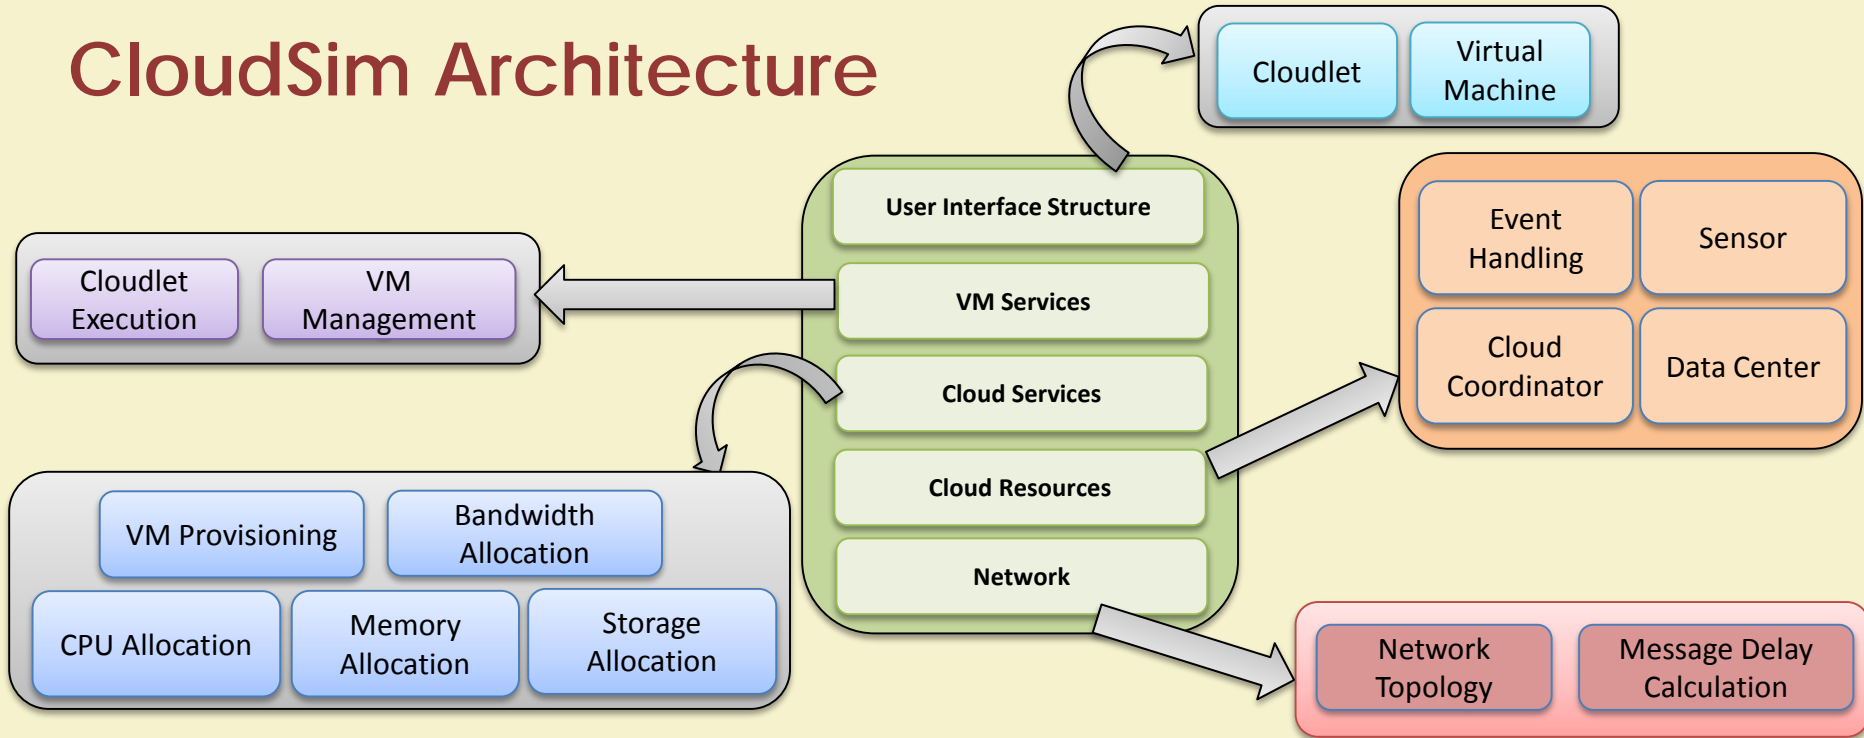 CloudSim Architecture
Cloudlet
Virtual
Machine
User Interface Structure
VM Services
Cloud Services
Cloud Resources
Network
Cloudlet
Execution
VM
Management
Event
Handling
Sensor
Cloud
Coordinator
Data Center
VM Provisioning
Bandwidth
Allocation
CPU Allocation
Memory
Allocation
Storage
Allocation
Network
Topology
Message Delay
Calculation